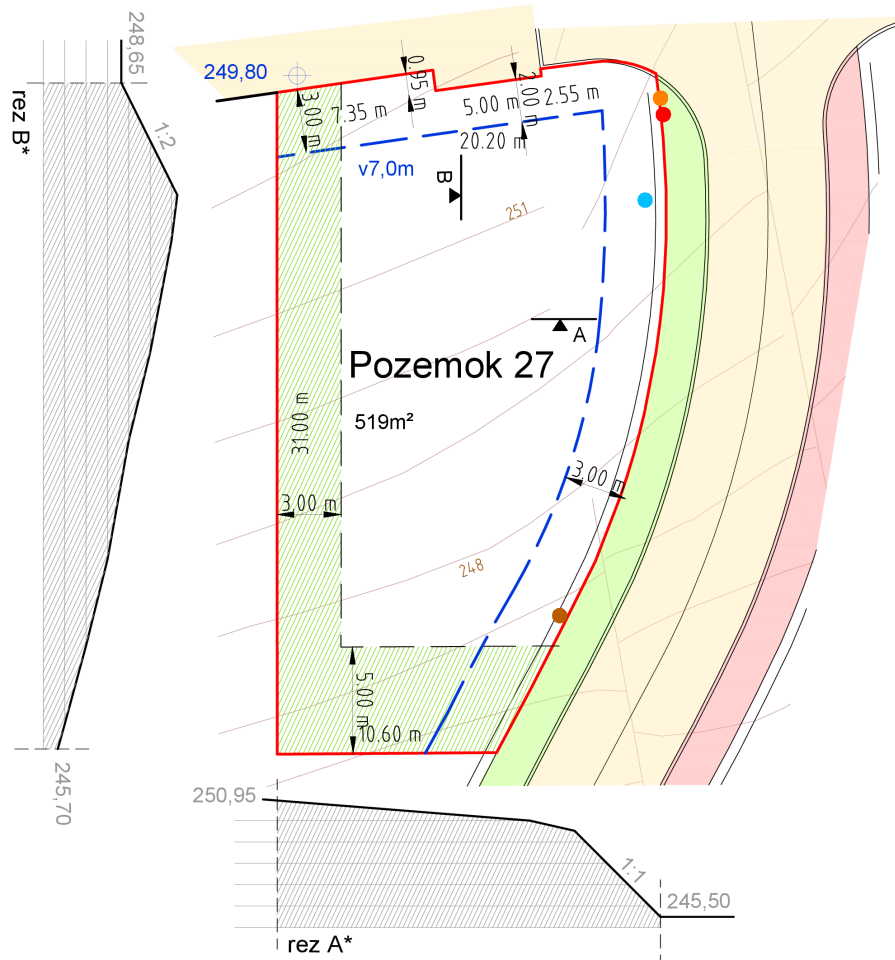 248,65
rez B*
1:2
249,80
0.95 m
3.00 m
7.35 m
5.00 m
2.00 m
2.55 m
20.20 m
v7,0m
B
251
A
Pozemok 27
519m²
31.00 m
3.00 m
3.00 m
248
5.00 m
10.60 m
245,70
250,95
1:1
245,50
rez A*